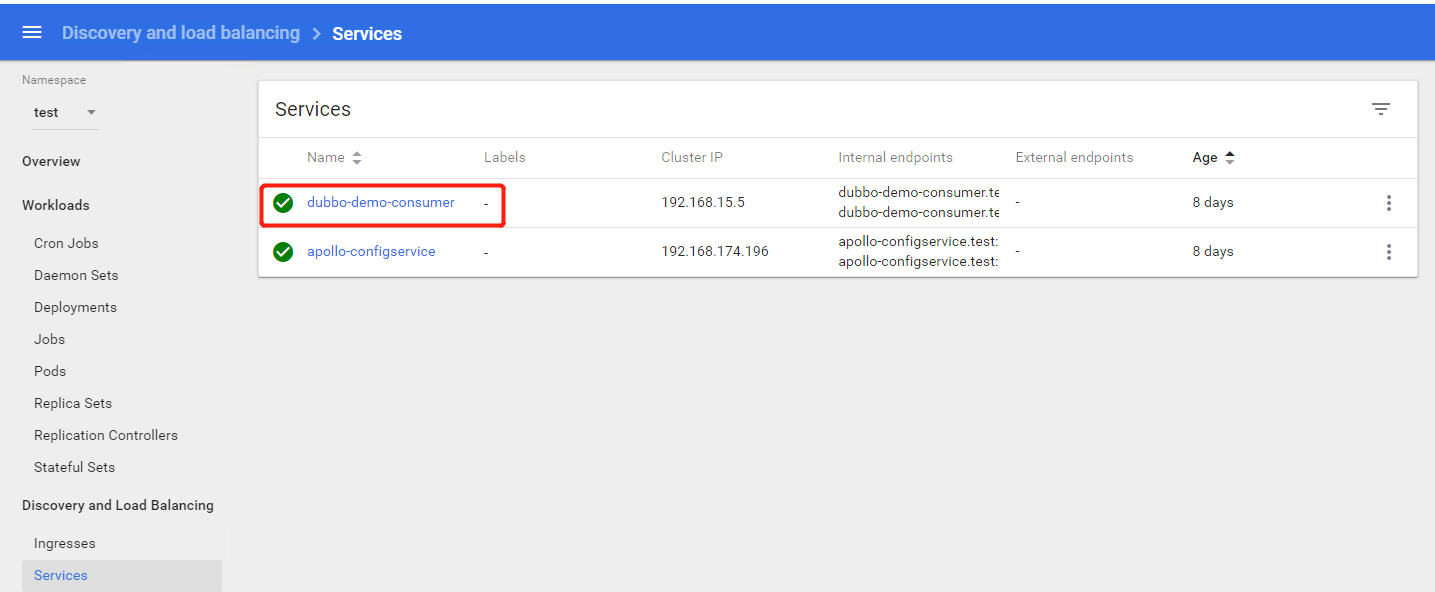 Discovery and load balancing > Services
Namespace
test
Overview
Workloads
Cron Jobs
Daemon Sets
Deployments
Jobs
Pods
Replica Sets
Replication Controllers
Stateful Sets
Discovery and Load Balancing
Ingresses
Services
Services
Name Labels Cluster IP Internal endpoints External endpoints Age
dubbo-demo-consumer - 192.168.15.5 dubbo-demo-consumer.te - 8 days
dubbo-demo-consumer.te
apollo-configservice - 192.168.174.196 apollo-configservice.test: - 8 days
apollo-configservice.test: